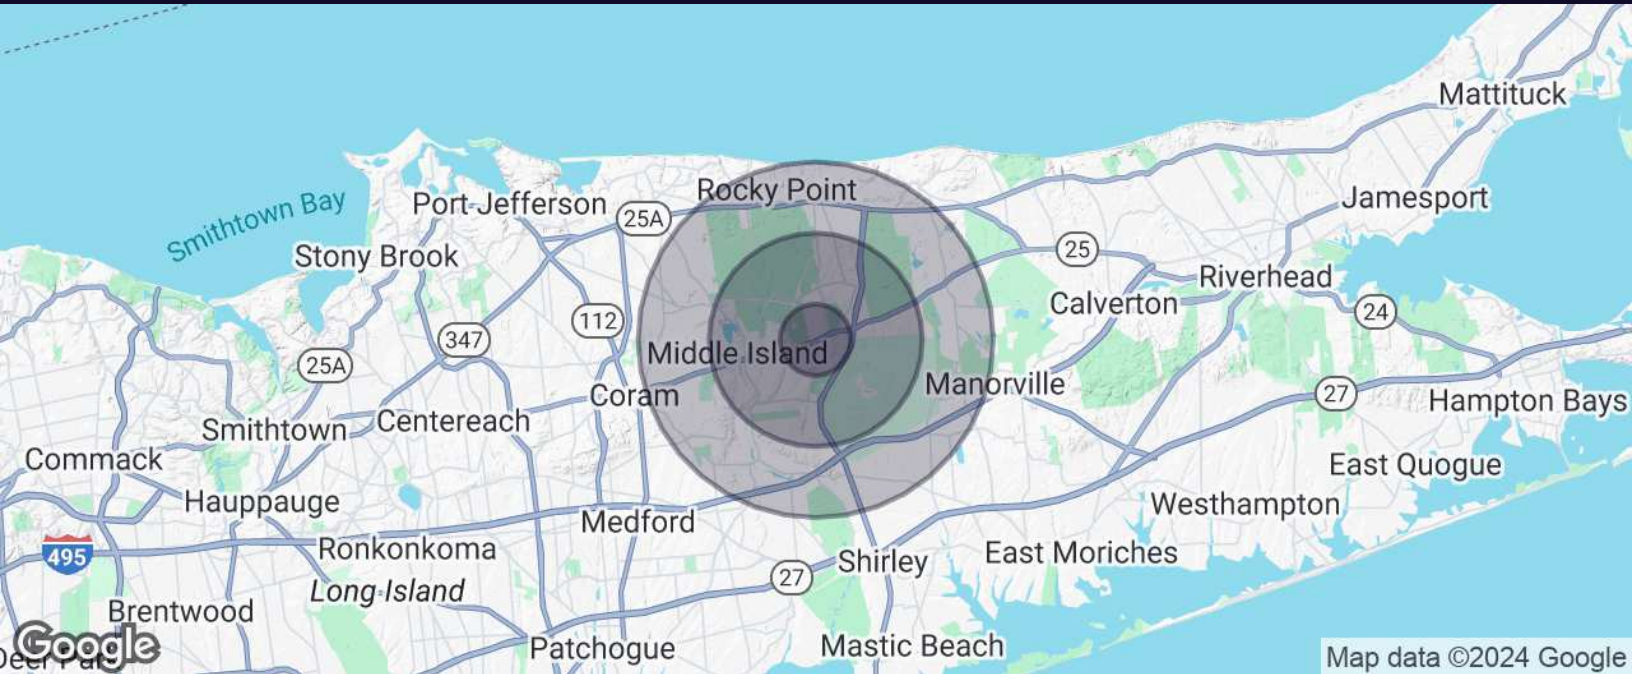 Mattituck
Rocky Point
Port Jefferson
25A
Jamesport
Smithtown Bay
Stony Brook
25
Riverhead
Calverton
24
112
347
Middle Island
25A
Coram
Manorville
27
Hampton Bays
Centereach
Smithtown
Commack
East Quogue
Hauppauge
Westhampton
Medford
495
Ronkonkoma
Shirley
East Moriches
Long Island
27
Brentwood
Google
Deer Park
Patchogue
Mastic Beach
Map data ©2024 Google